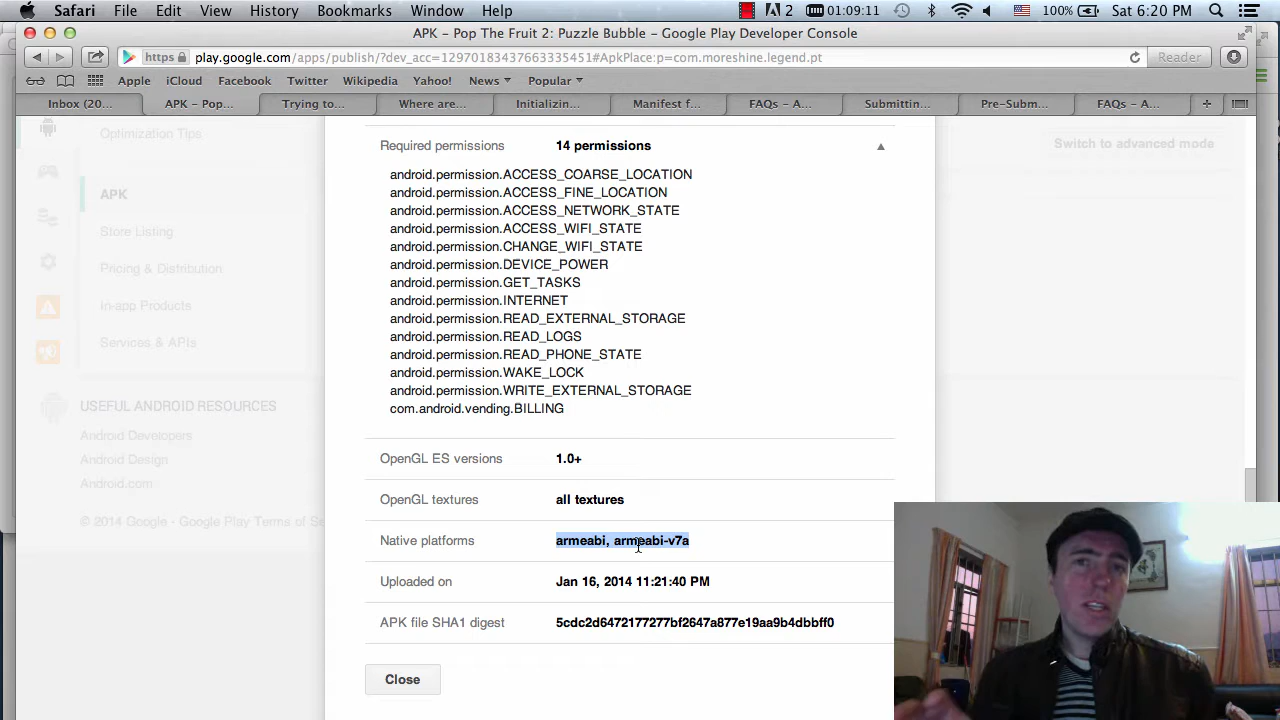 Safari File Edit View History Bookmarks Window Help 2 01:09:11 100% Sat 6:20 PM
APK - Pop The Fruit 2: Puzzle Bubble - Google Play Developer Console
https play.google.com/apps/publish/?dev_acc=12970183437663335451#ApkPlace:p=com.moreshine.legend.pt Reader
Apple iCloud Facebook Twitter Wikipedia Yahoo! News Popular
Inbox (20... APK - Pop... Trying to... Where are... Initializin... Manifest f... FAQs - A... Submittin... Pre-Subm... FAQs - A...
Optimization Tips
Switch to advanced mode
APK
Store Listing
Pricing & Distribution
In-app Products
Services & APIs
USEFUL ANDROID RESOURCES
Android Developers
Android Design
Android.com
© 2014 Google · Google Play Terms of Se
Required permissions 14 permissions
android.permission.ACCESS_COARSE_LOCATION
android.permission.ACCESS_FINE_LOCATION
android.permission.ACCESS_NETWORK_STATE
android.permission.ACCESS_WIFI_STATE
android.permission.CHANGE_WIFI_STATE
android.permission.DEVICE_POWER
android.permission.GET_TASKS
android.permission.INTERNET
android.permission.READ_EXTERNAL_STORAGE
android.permission.READ_LOGS
android.permission.READ_PHONE_STATE
android.permission.WAKE_LOCK
android.permission.WRITE_EXTERNAL_STORAGE
com.android.vending.BILLING
OpenGL ES versions 1.0+
OpenGL textures all textures
Native platforms armeabi, armeabi-v7a
Uploaded on Jan 16, 2014 11:21:40 PM
APK file SHA1 digest 5cdc2d6472177277bf2647a877e19aa9b4dbbff0
Close